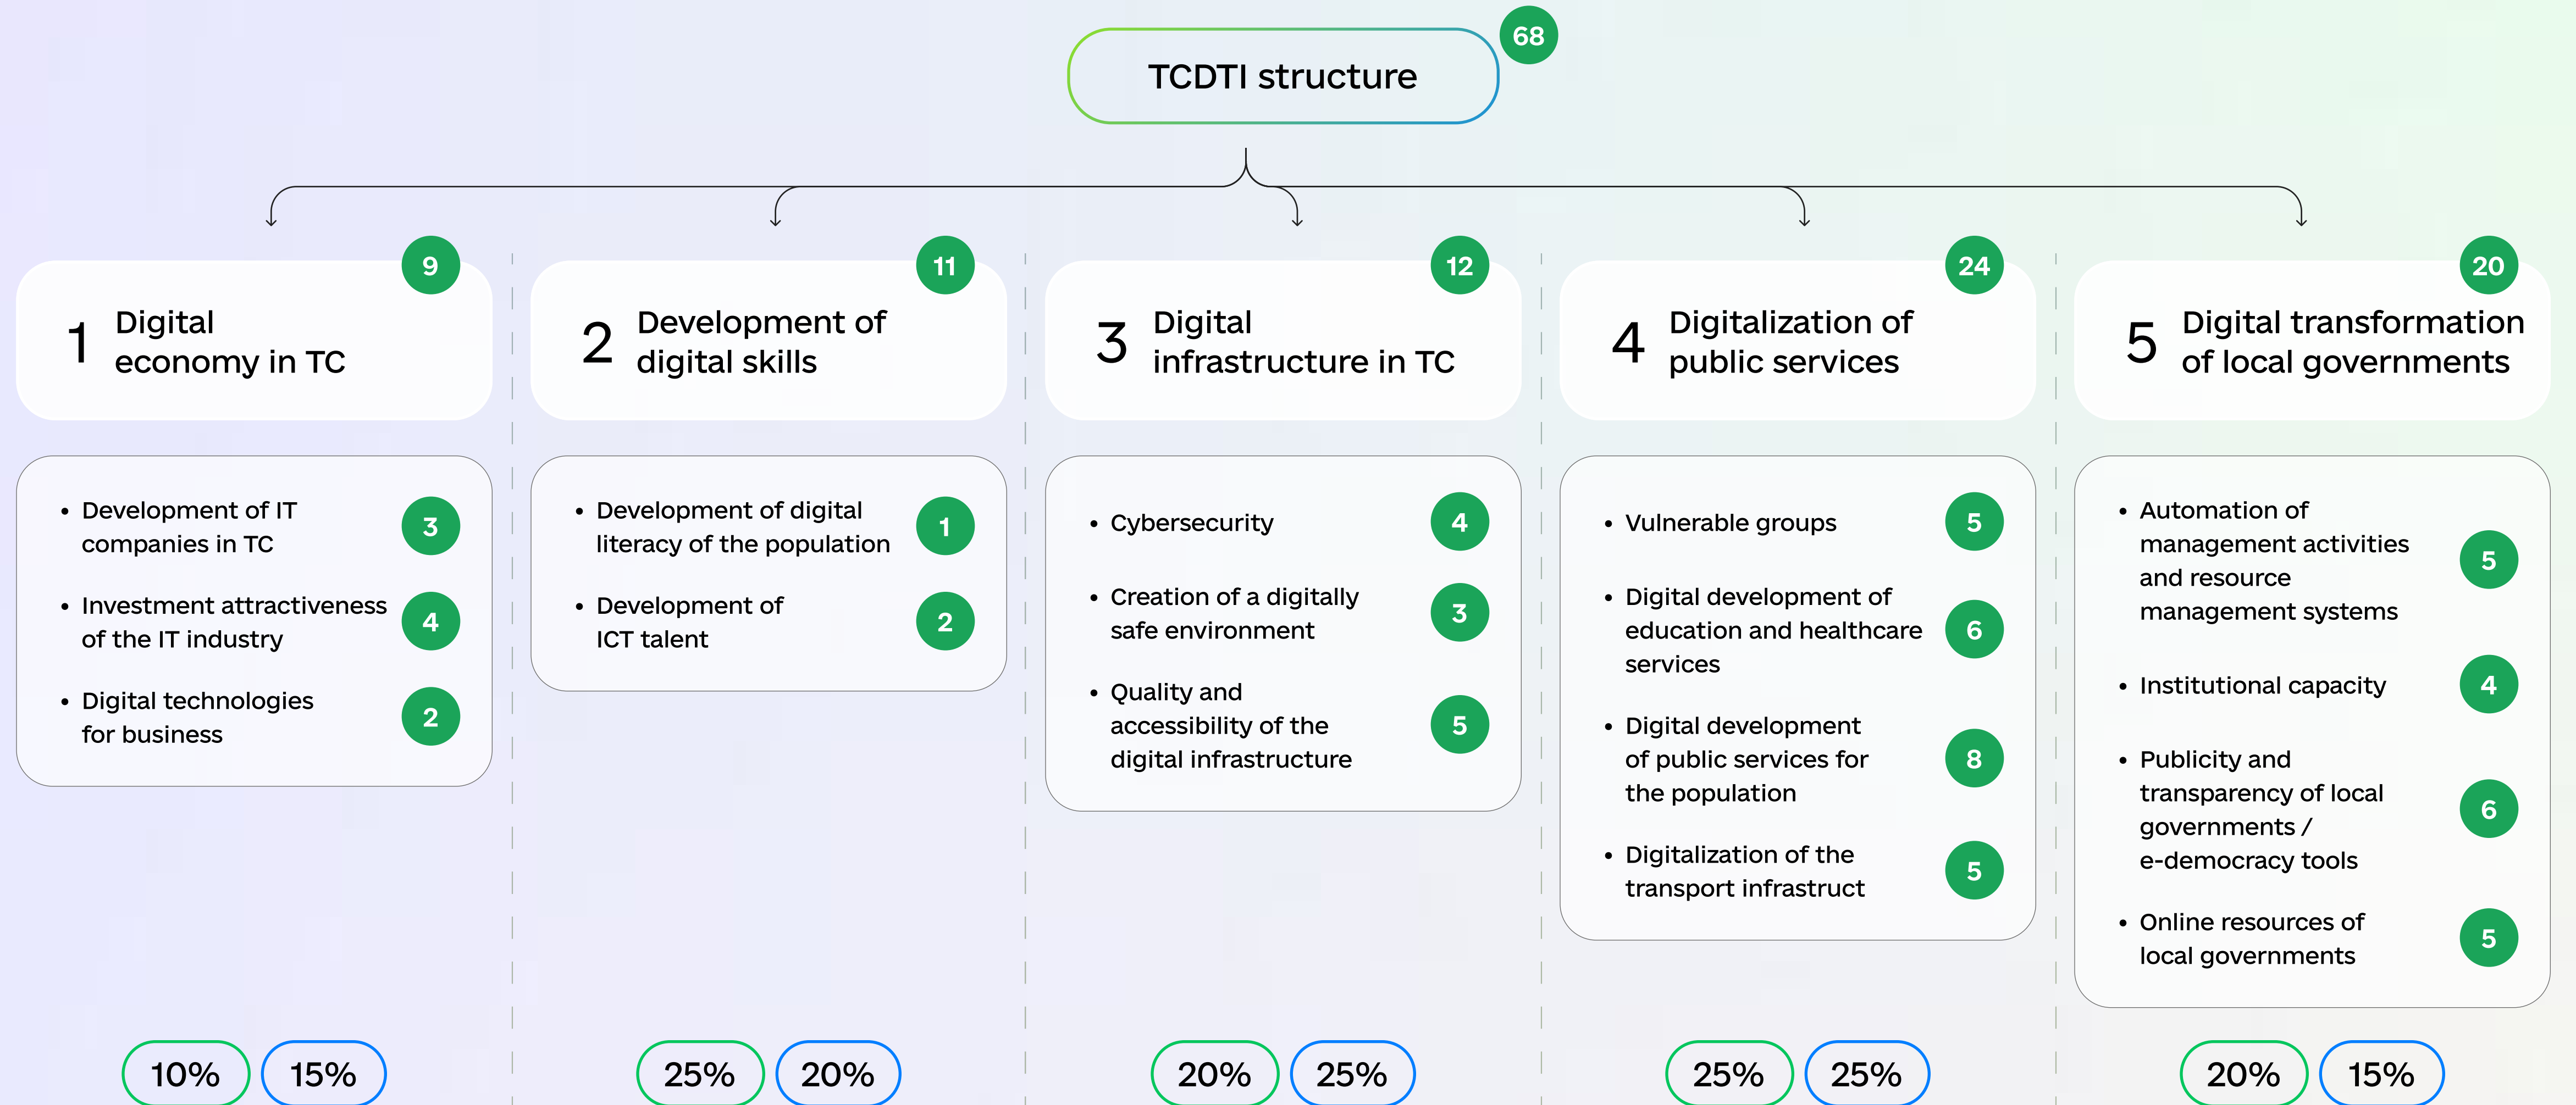 TCDTI structure
68
9
1
Digital
economy in TC
• Development of IT
companies in TC
3
• Investment attractiveness
of the IT industry
4
• Digital technologies
for business
2
10%
15%
11
2
Development of
digital skills
• Development of digital
literacy of the population
1
• Development of
ICT talent
2
25%
20%
12
3
Digital
infrastructure in TC
• Cybersecurity
4
• Creation of a digitally
safe environment
3
• Quality and
accessibility of the
digital infrastructure
5
20%
25%
24
4
Digitalization of
public services
• Vulnerable groups
5
• Digital development of
education and healthcare
services
6
• Digital development
of public services for
the population
8
• Digitalization of the
transport infrastruct
5
25%
25%
20
5
Digital transformation
of local governments
• Automation of
management activities
and resource
management systems
5
• Institutional capacity
4
• Publicity and
transparency of local
governments /
e-democracy tools
6
• Online resources of
local governments
5
20%
15%